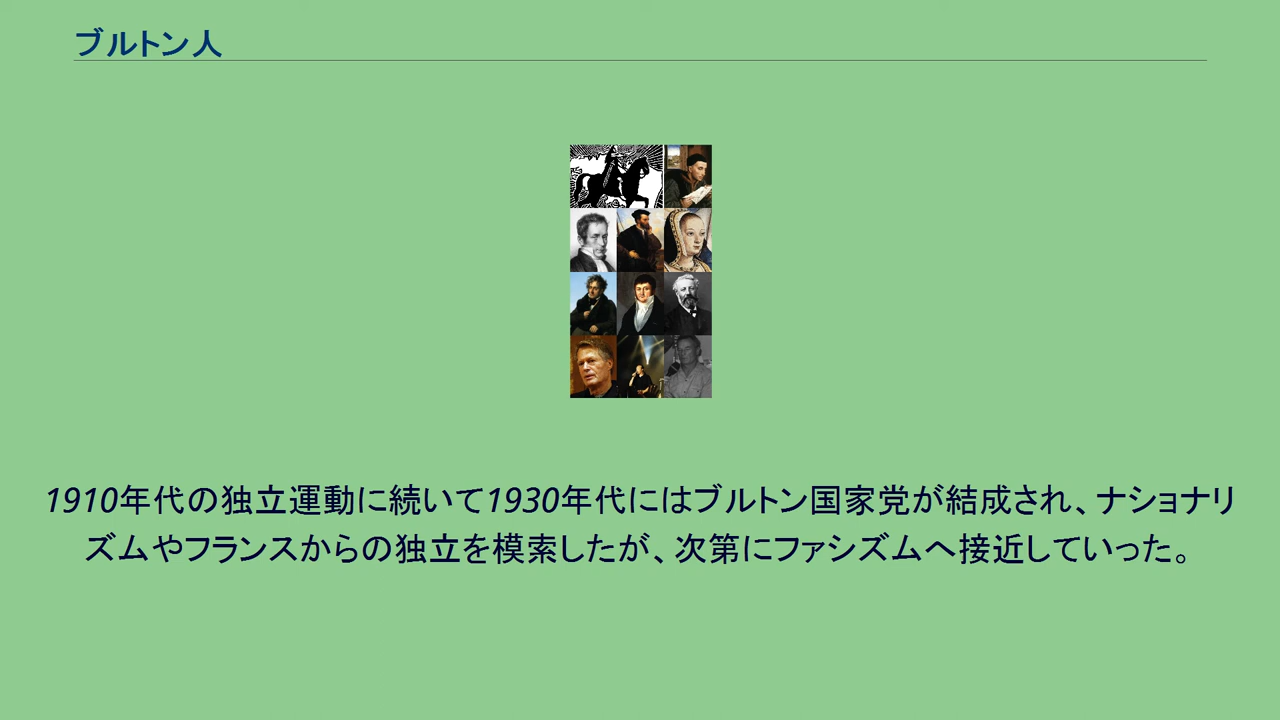 ブルトン人
1910年代の独立運動に続いて1930年代にはブルトン国家党が結成され、ナショナリ
ズムやフランスからの独立を模索したが、次第にファシズムへ接近していった。